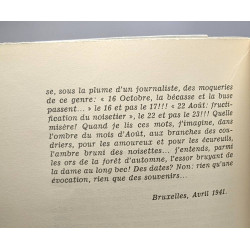 se, sous la plume d'un journaliste, des moqueries
de ce genre: « 16 Octobre, la bécasse et la pous
»... le 16 et pas le 17!!! « 22 Août: fructi-
fication du noisetier », le 22 et pas le 23!!! Quelle
misère! Quand je lis ces mots, j'imagine, dans
l'ombre du mois d'Août, aux branches des cou-
driers, pour les amoureux et pour les écureuils,
l'ambre bruni des noisettes... j'entends, parmi
les ors de la forêt d'automne, l'essor bruyant de
la dame au long bec! Des dates? Non: rien qu'une
évocation, rien que des souvenirs...
Bruxelles, Avril 1941.